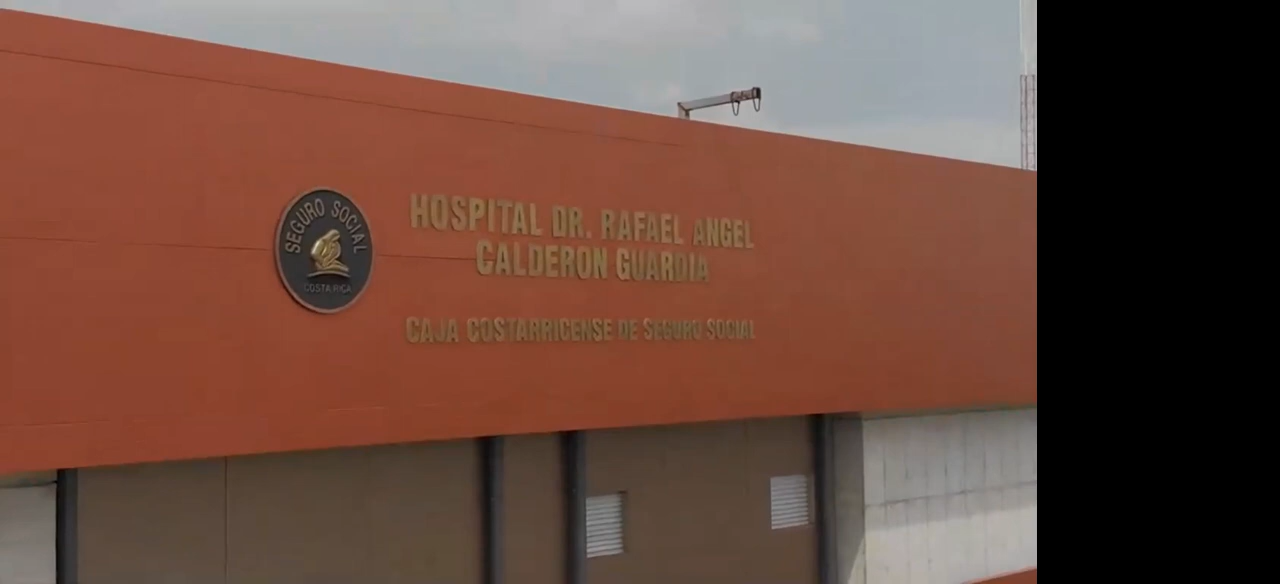 SEGURO SOCIAL
COSTA RICA
HOSPITAL DR. RAFAEL ANGEL
CALDERON GUARDIA
CAJA COSTARRICENSE DE SEGURO SOCIAL